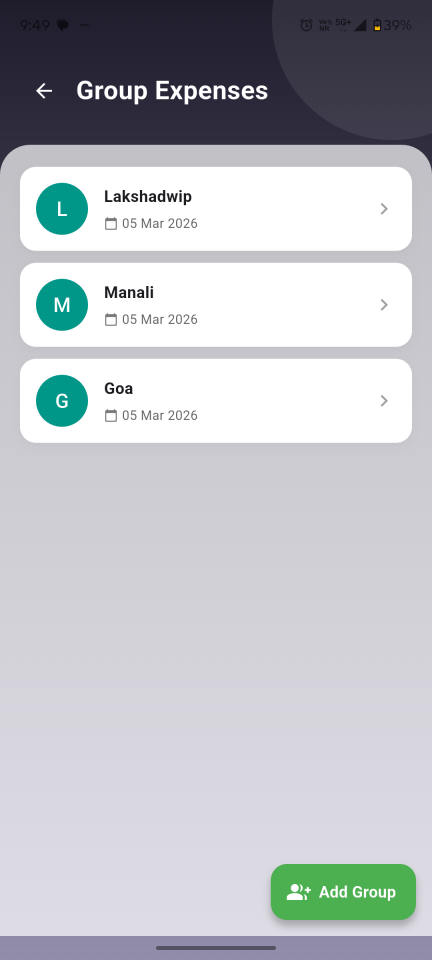 9:49
5G+
39%
Group Expenses
L
Lakshadwip
05 Mar 2026
M
Manali
05 Mar 2026
G
Goa
05 Mar 2026
Add Group